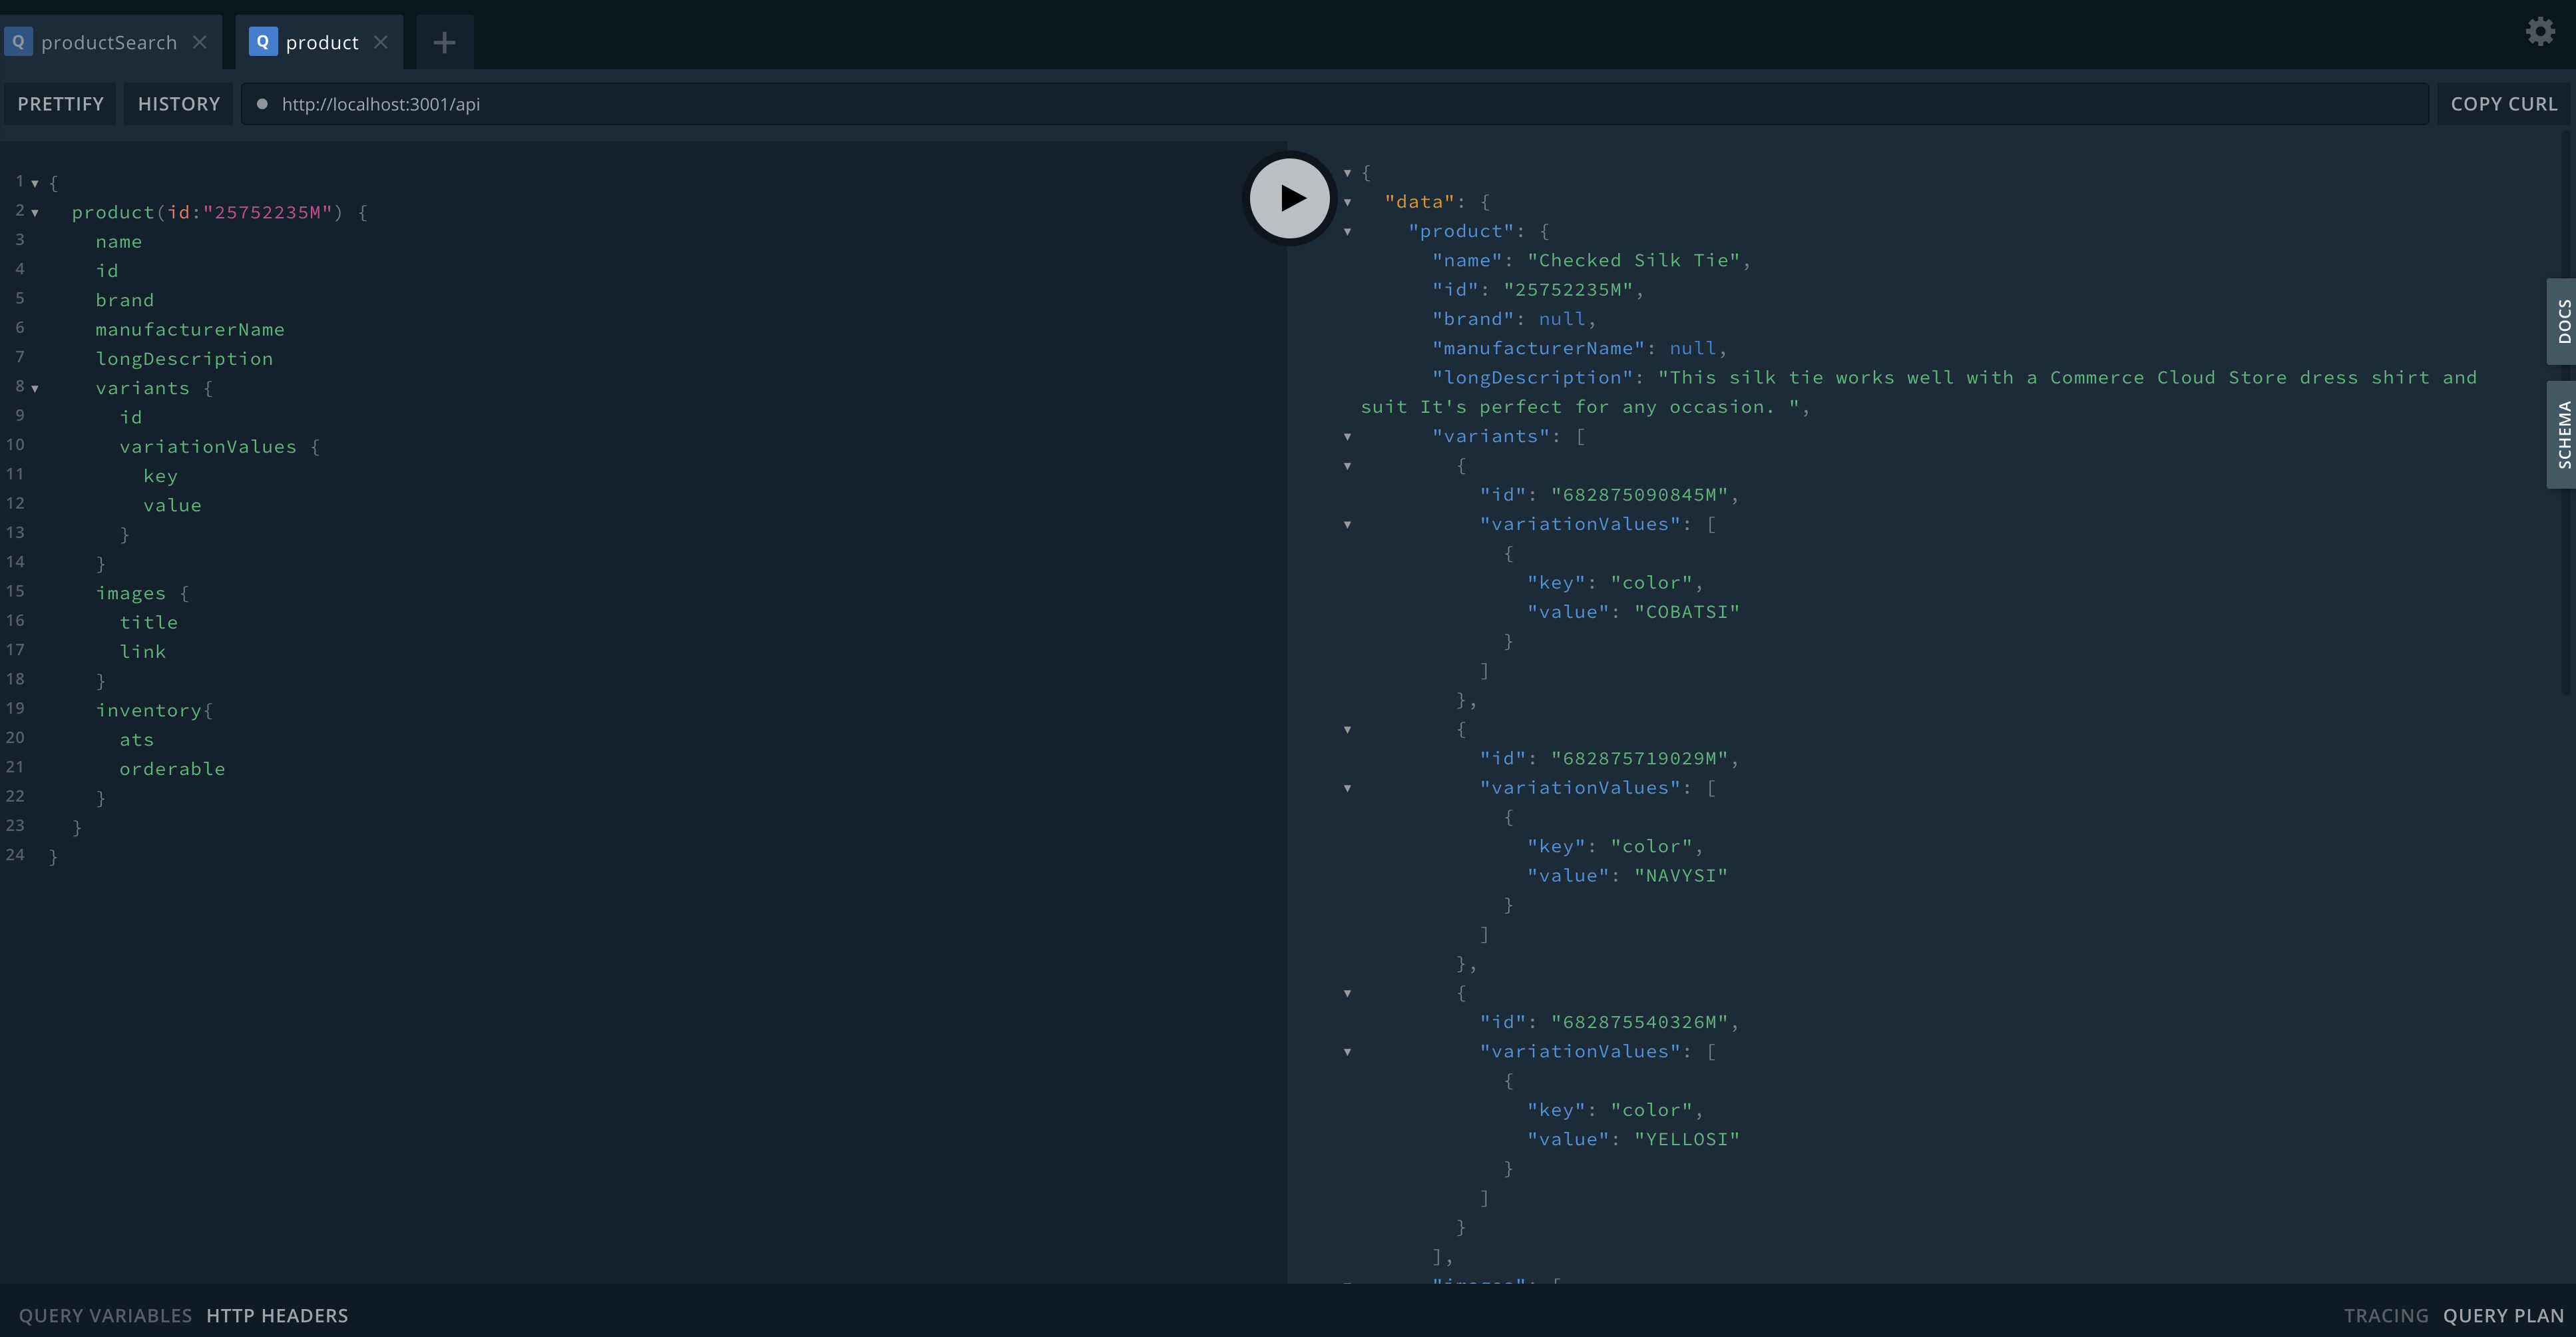 Q productSearch × Q product × +
PRETTIFY HISTORY http://localhost:3001/api COPY CURL
1 {
2 product(id:"25752235M") {
3 name
4 id
5 brand
6 manufacturerName
7 longDescription
8 variants {
9 id
10 variationValues {
11 key
12 value
13 }
14 }
15 images {
16 title
17 link
18 }
19 inventory{
20 ats
21 orderable
22 }
23 }
24 }
{
"data": {
"product": {
"name": "Checked Silk Tie",
"id": "25752235M",
"brand": null,
"manufacturerName": null,
"longDescription": "This silk tie works well with a Commerce Cloud Store dress shirt and
suit It's perfect for any occasion. ",
"variants": [
{
"id": "682875090845M",
"variationValues": [
{
"key": "color",
"value": "COBATSI"
}
]
},
{
"id": "682875719029M",
"variationValues": [
{
"key": "color",
"value": "NAVYSI"
}
]
},
{
"id": "682875540326M",
"variationValues": [
{
"key": "color",
"value": "YELLOSI"
}
]
}
],
"images": [
DOCS
SCHEMA
QUERY VARIABLES HTTP HEADERS
TRACING QUERY PLAN